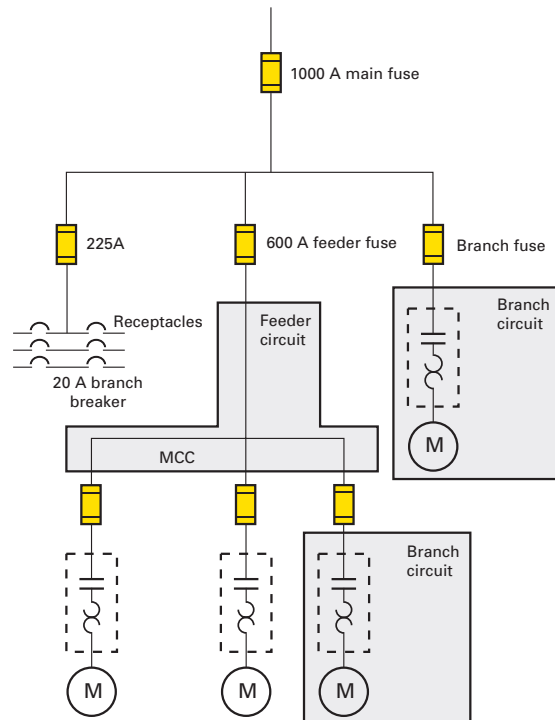 1000 A main fuse
225A
600 A feeder fuse
Branch fuse
Receptacles
20 A branch
breaker
Feeder
circuit
Branch
circuit
M
MCC
Branch
circuit
M
M
M